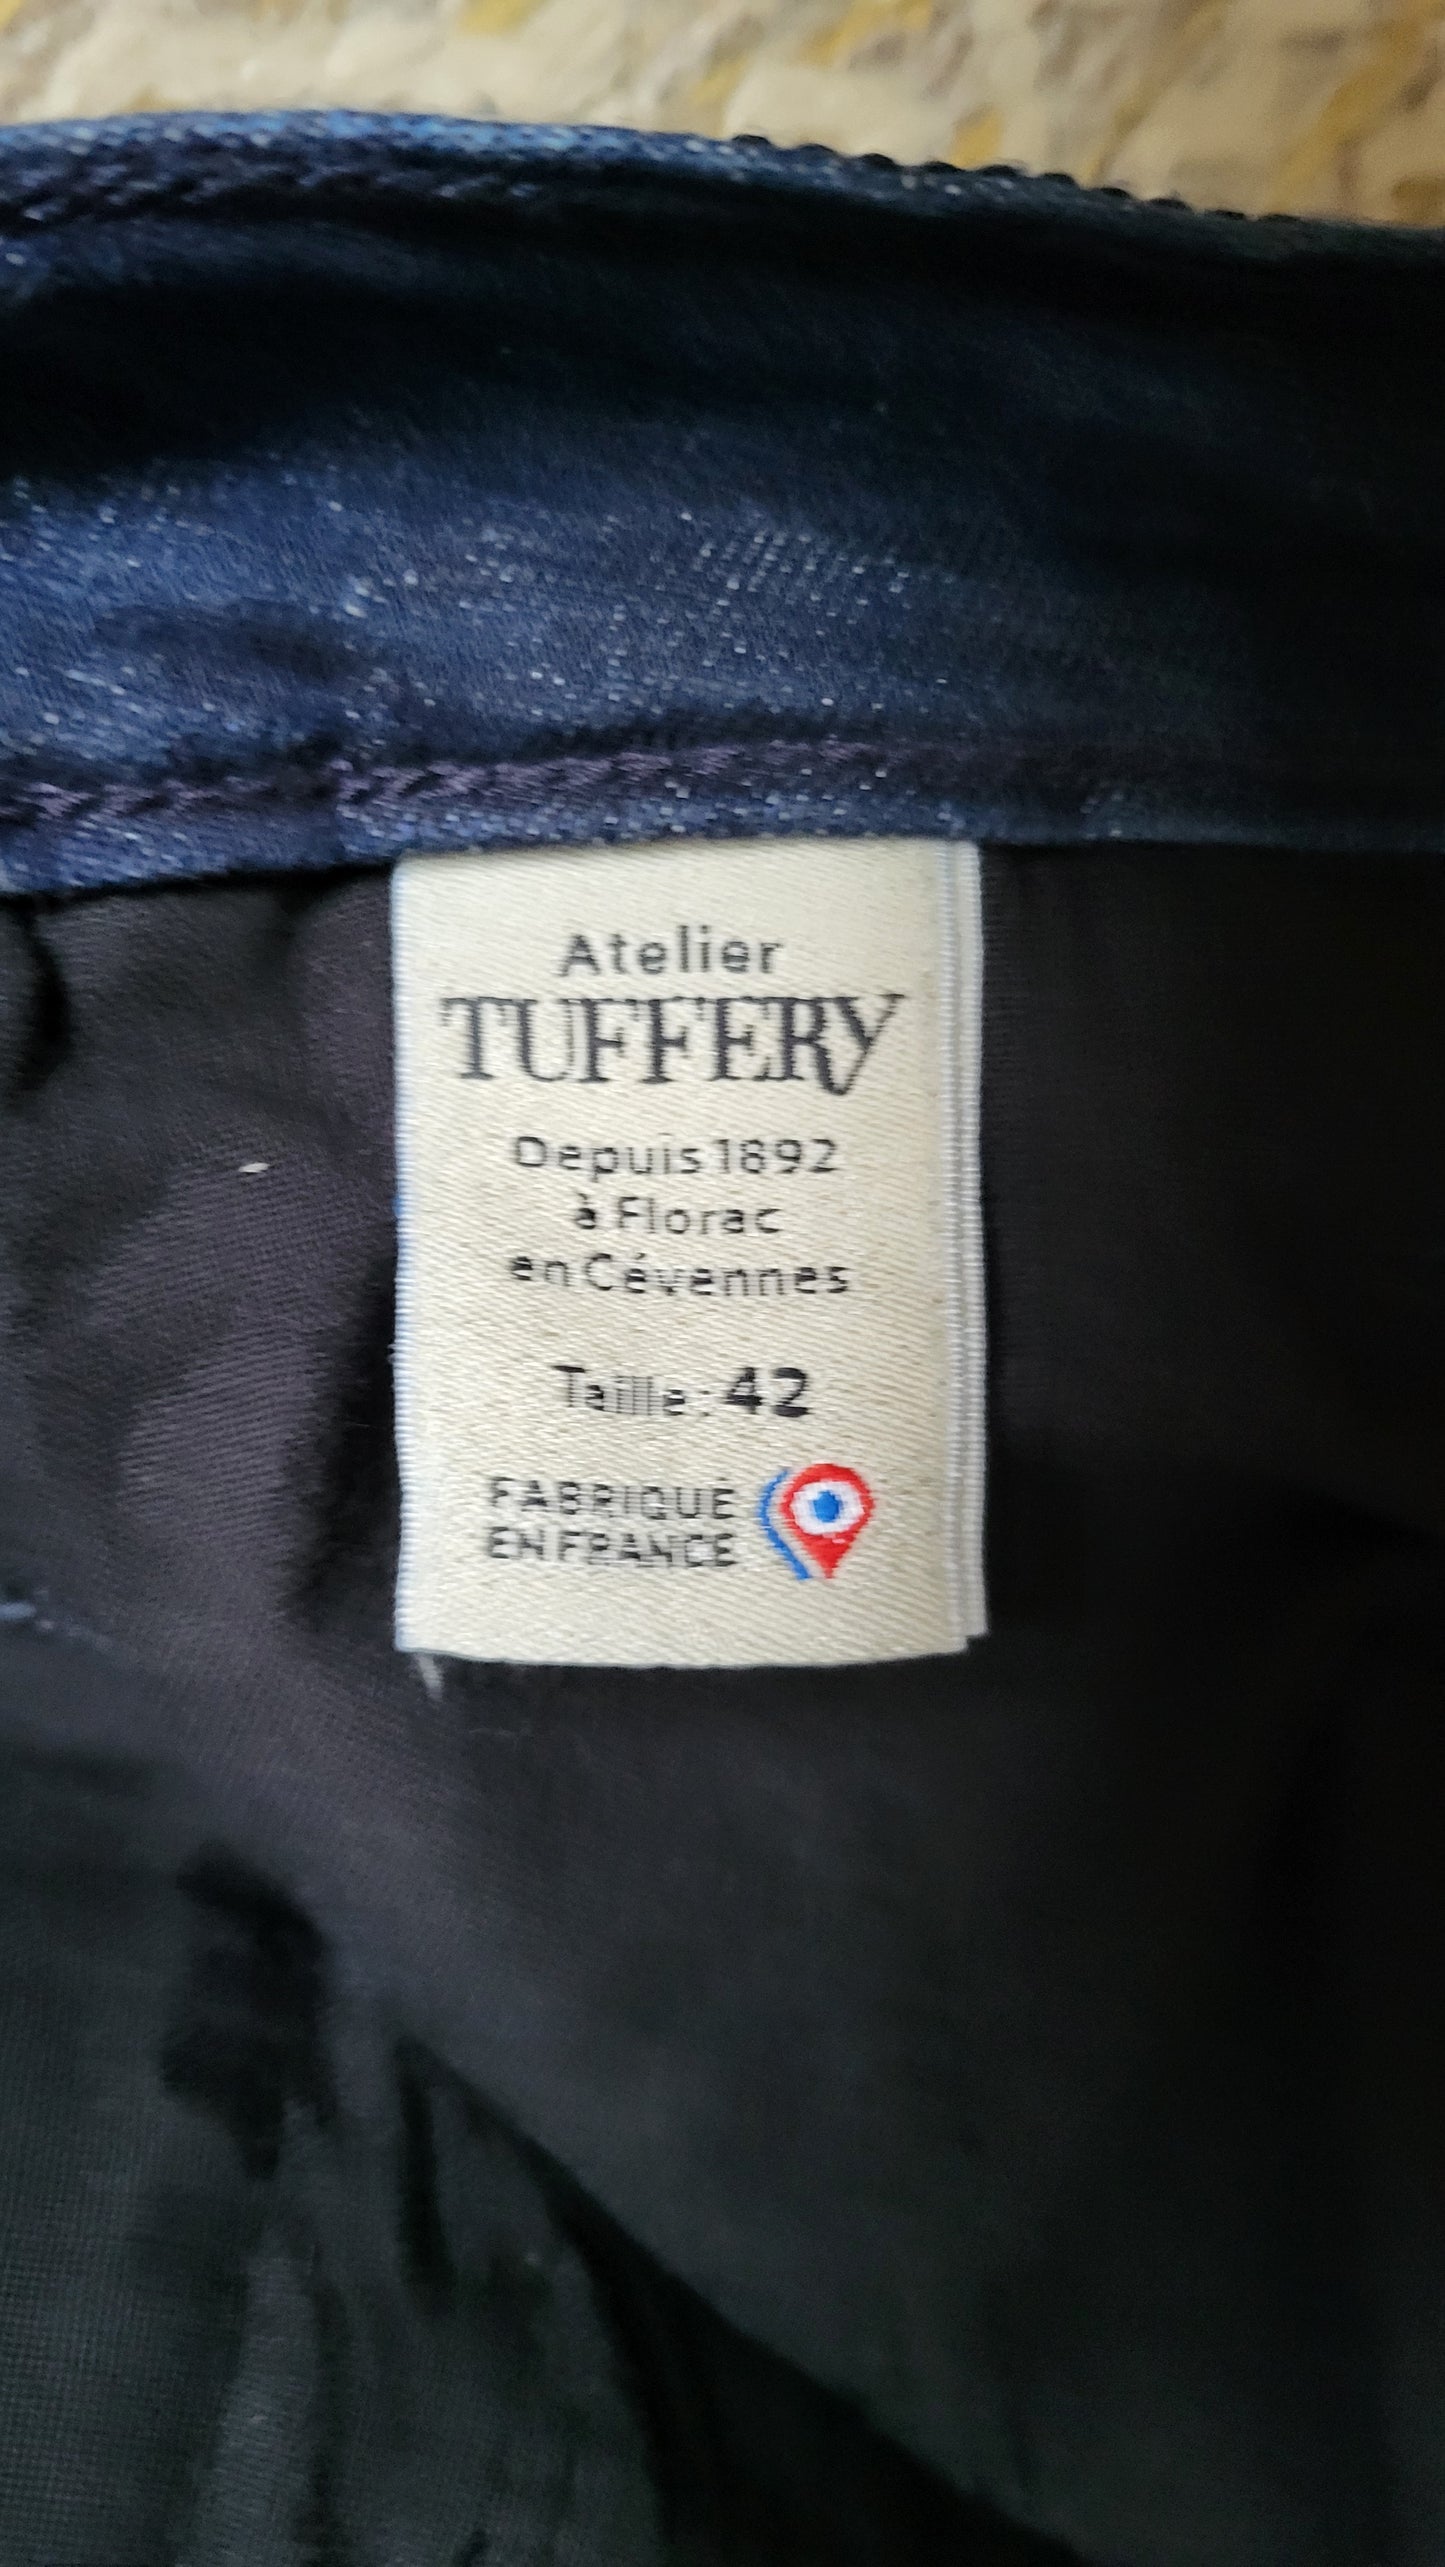 Atelier
TUFFERY
Depuis 1892
à Florac
en Cévennes
Taille : 42
FABRIQUÉ
EN FRANCE